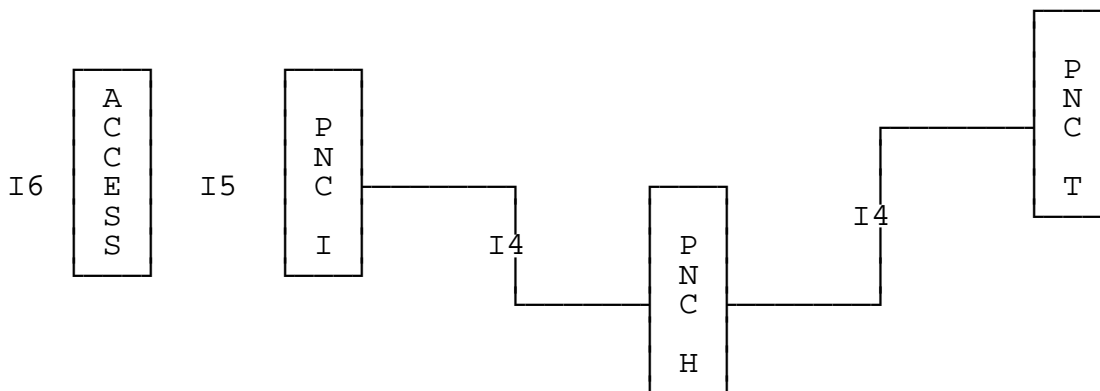 I6
ACCESS
I5
PNC I
I4
PNC H
I4
PNC T